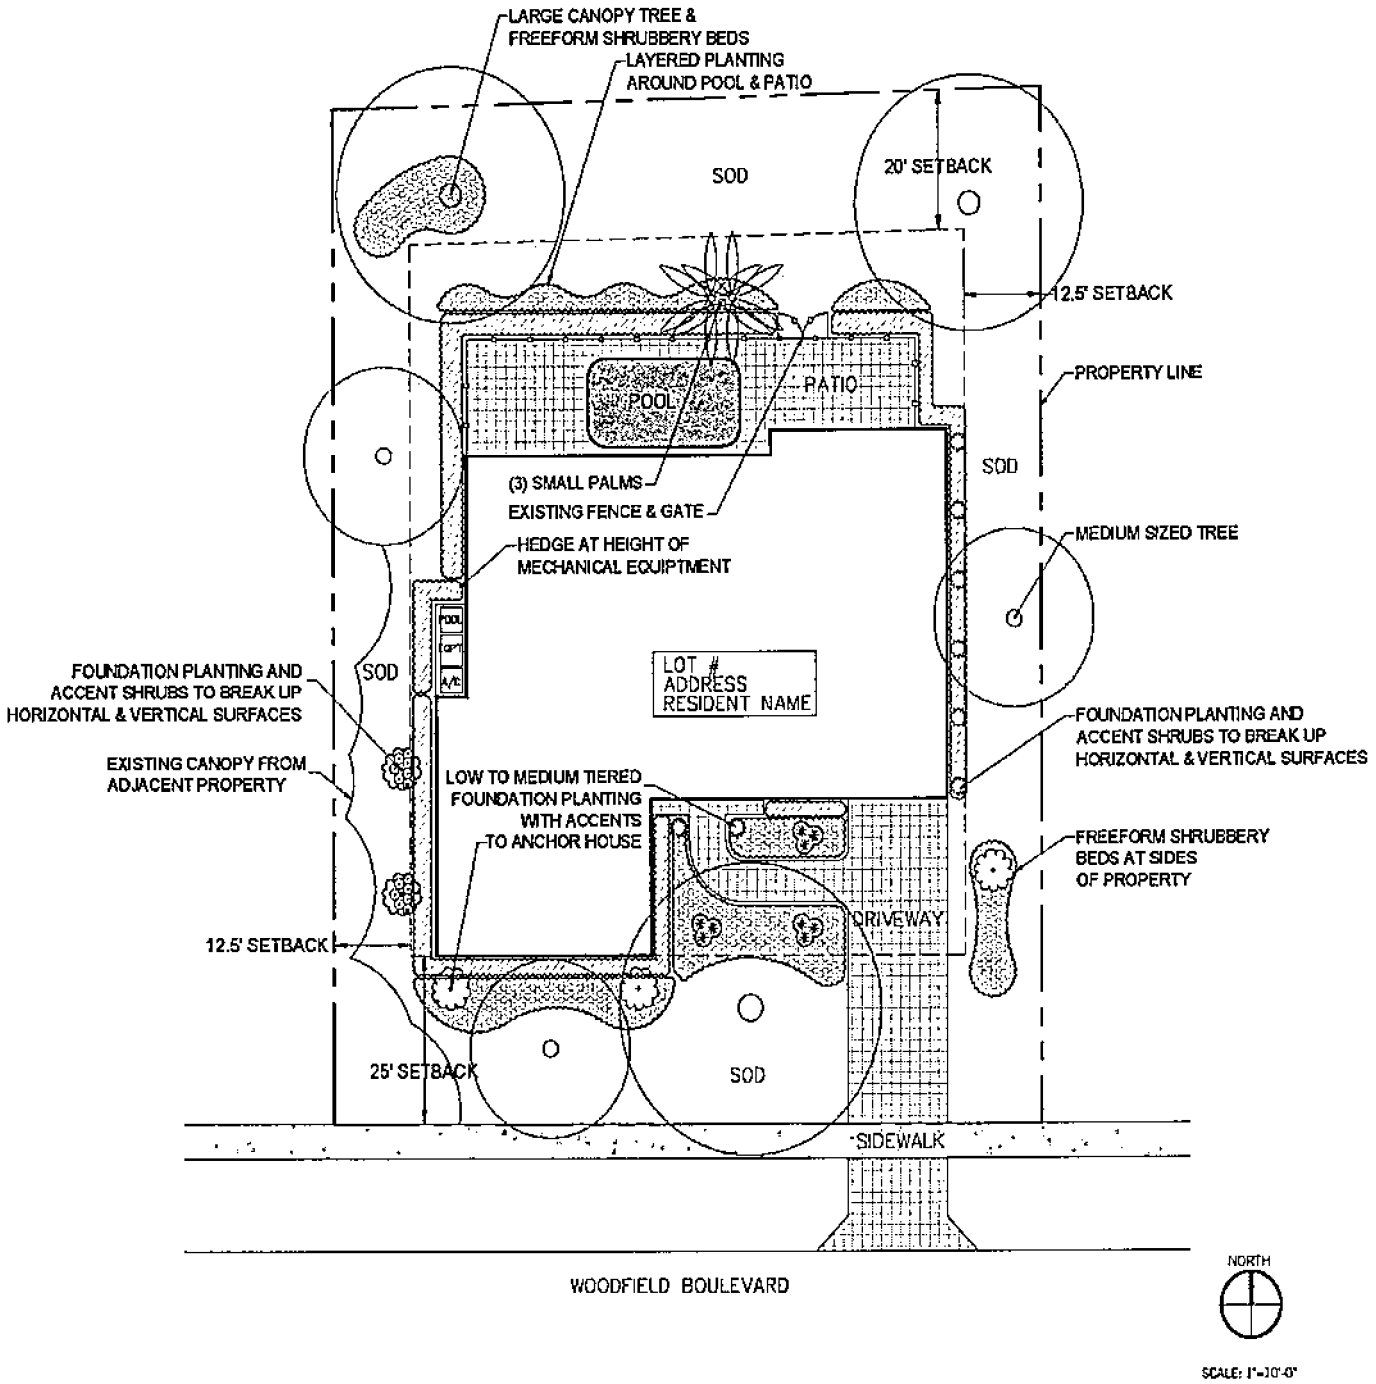 LARGE CANOPY TREE &
FREEFORM SHRUBBERY BEDS
LAYERED PLANTING
AROUND POOL & PATIO
SOD
20' SETBACK
12.5' SETBACK
PROPERTY LINE
PATIO
POOL
SOD
(3) SMALL PALMS
EXISTING FENCE & GATE
HEDGE AT HEIGHT OF
MECHANICAL EQUIPTMENT
MEDIUM SIZED TREE
POOL
A/C
SOD
FOUNDATION PLANTING AND
ACCENT SHRUBS TO BREAK UP
HORIZONTAL & VERTICAL SURFACES
LOT #
ADDRESS
RESIDENT NAME
FOUNDATION PLANTING AND
ACCENT SHRUBS TO BREAK UP
HORIZONTAL & VERTICAL SURFACES
EXISTING CANOPY FROM
ADJACENT PROPERTY
LOW TO MEDIUM TIERED
FOUNDATION PLANTING
WITH ACCENTS
TO ANCHOR HOUSE
FREEFORM SHRUBBERY
BEDS AT SIDES
OF PROPERTY
DRIVEWAY
12.5' SETBACK
25' SETBACK
SOD
SIDEWALK
WOODFIELD BOULEVARD
NORTH
SCALE: